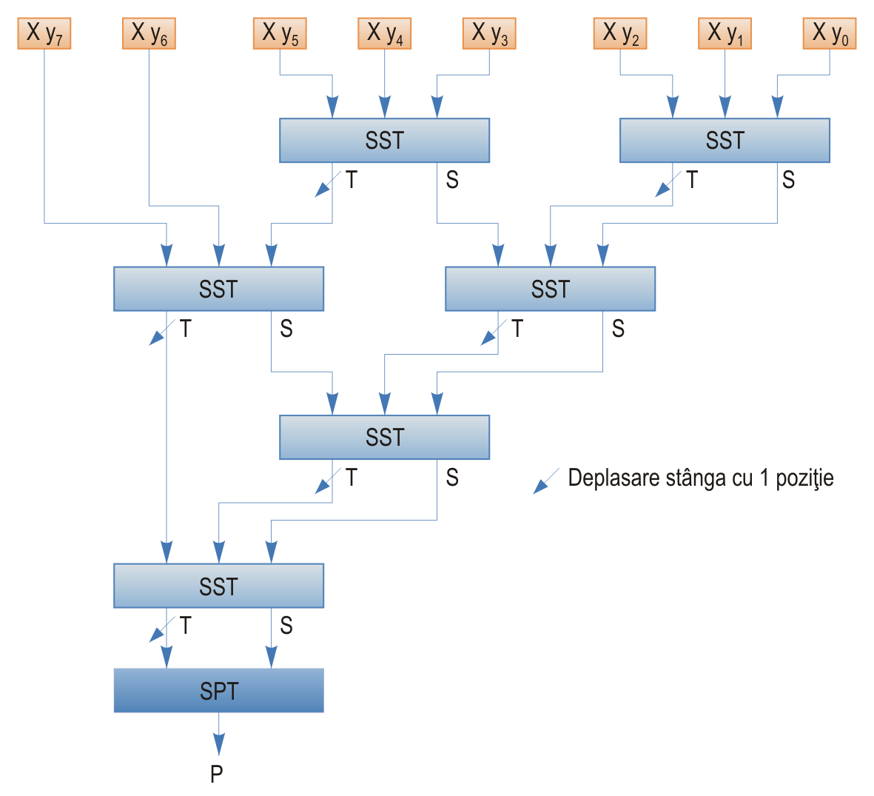 X y₇ X y₆ X y₅ X y₄ X y₃ X y₂ X y₁ X y₀
SST SST
T S T S
SST SST
T S T S
SST
T S
Deplasare stânga cu 1 poziţie
SST
T S
SPT
P